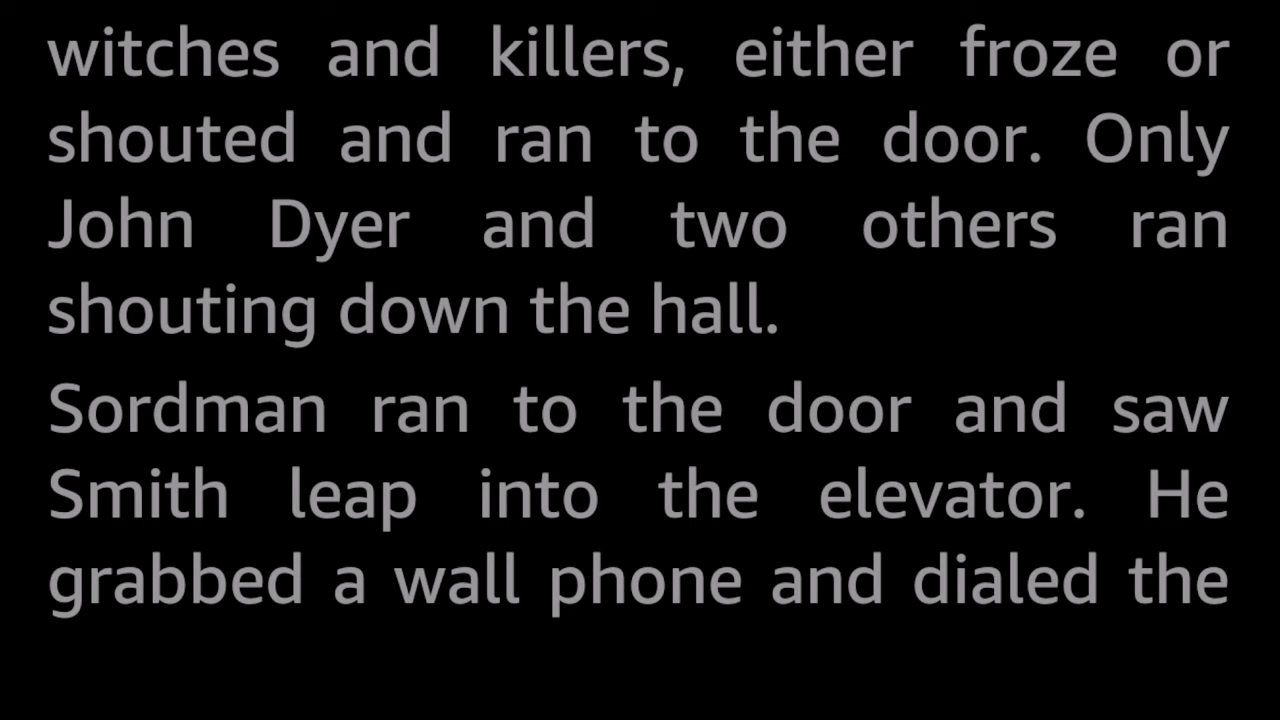 witches and killers, either froze or
shouted and ran to the door. Only
John Dyer and two others ran
shouting down the hall.
Sordman ran to the door and saw
Smith leap into the elevator. He
grabbed a wall phone and dialed the